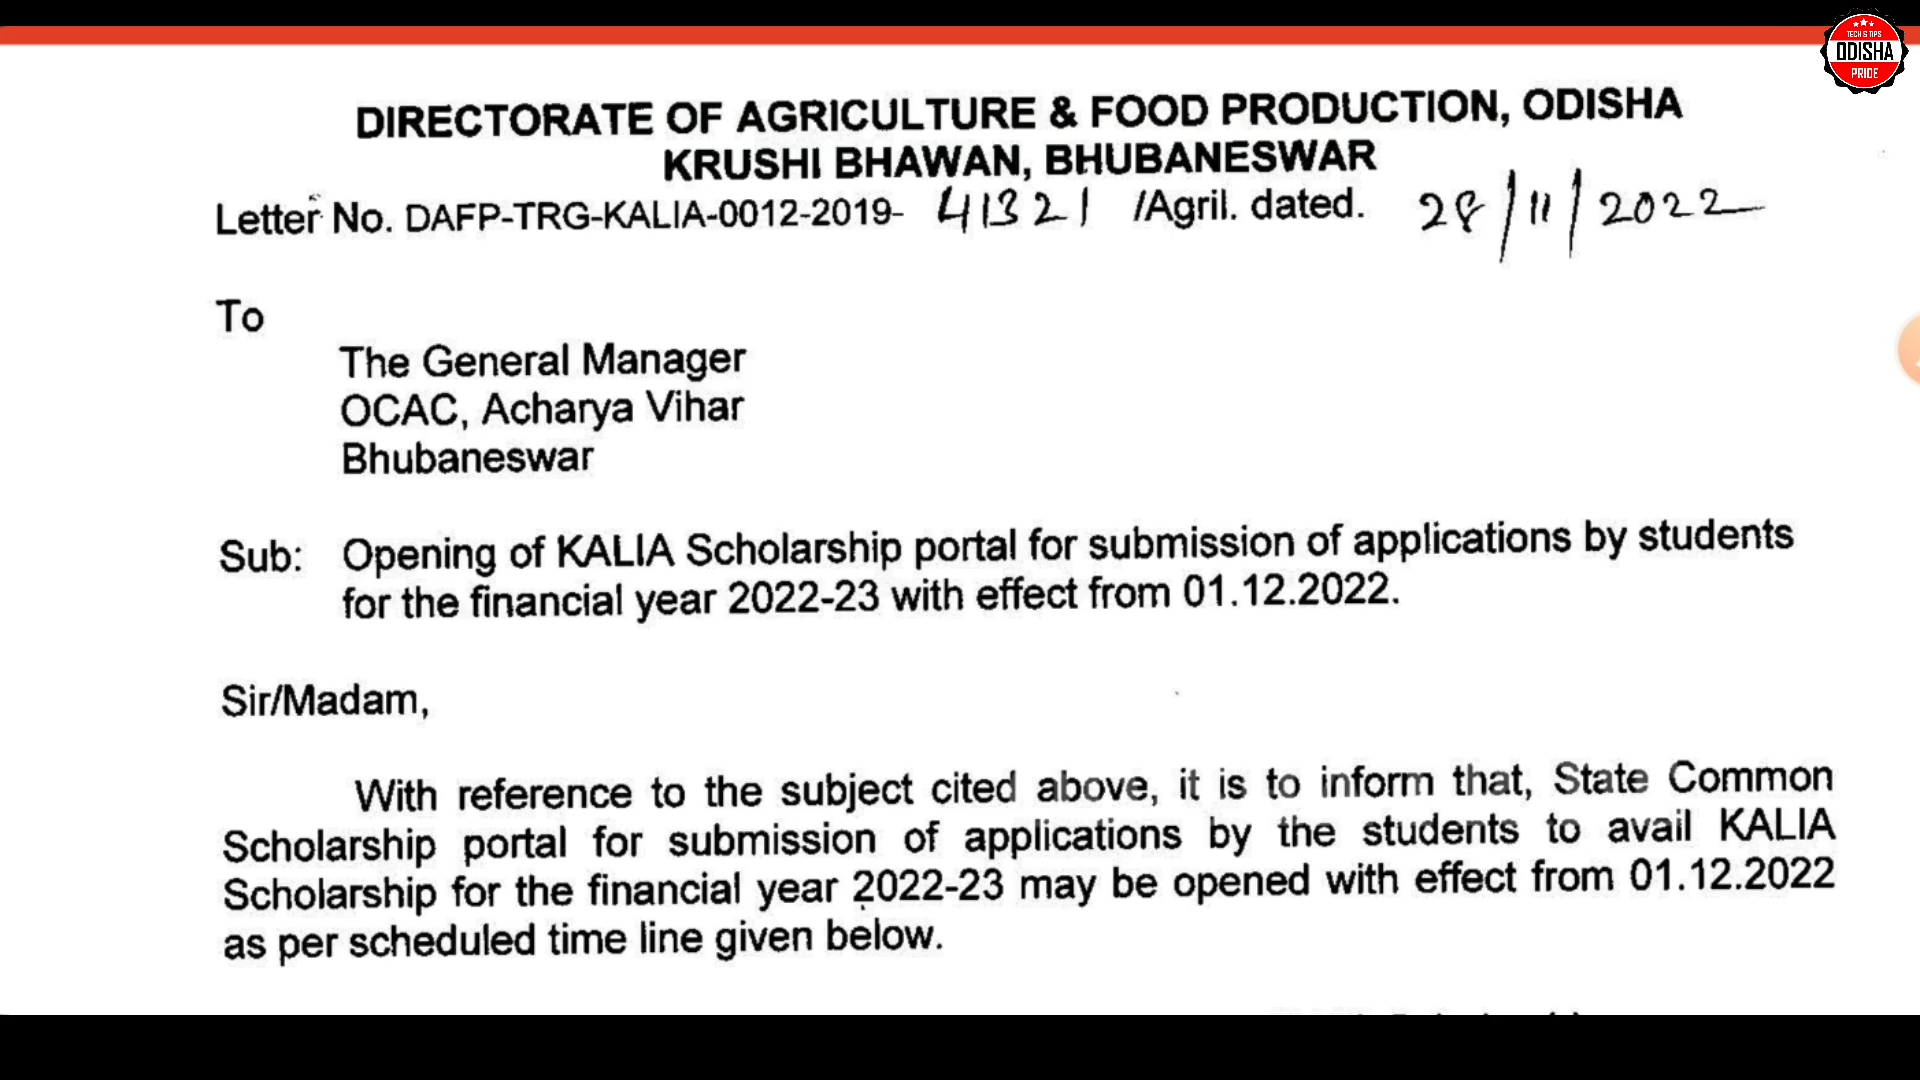 TECH & TIPS
ODISHA
PRIDE
DIRECTORATE OF AGRICULTURE & FOOD PRODUCTION, ODISHA
KRUSHI BHAWAN, BHUBANESWAR
Letter No. DAFP-TRG-KALIA-0012-2019- 41321 /Agril. dated. 28/11/2022
To
The General Manager
OCAC, Acharya Vihar
Bhubaneswar
Sub: Opening of KALIA Scholarship portal for submission of applications by students
for the financial year 2022-23 with effect from 01.12.2022.
Sir/Madam,
With reference to the subject cited above, it is to inform that, State Common
Scholarship portal for submission of applications by the students to avail KALIA
Scholarship for the financial year 2022-23 may be opened with effect from 01.12.2022
as per scheduled time line given below.